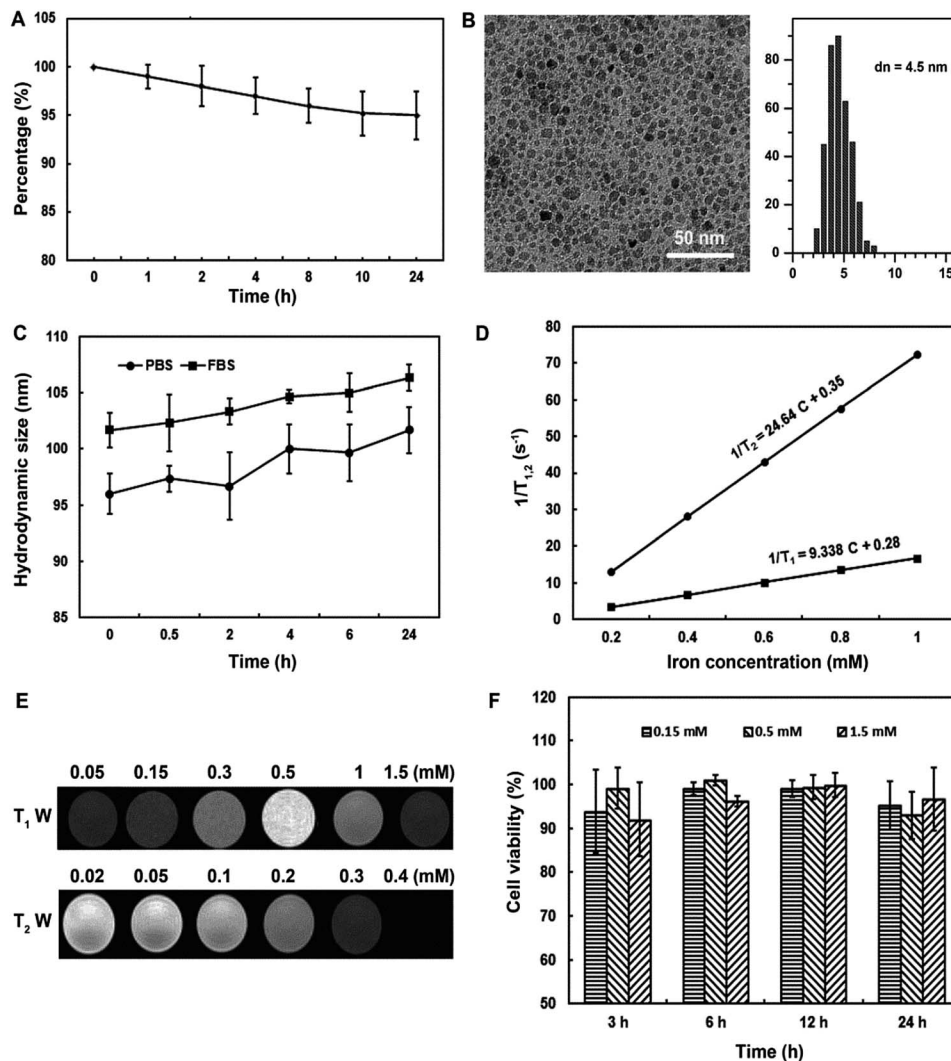 A
105
100
95
90
85
80
Percentage (%)
0 1 2 4 8 10 24
Time (h)
B
50 nm
dn = 4.5 nm
80
60
40
20
0
0 5 10 15
C
110
105
100
95
90
85
Hydrodynamic size (nm)
PBS FBS
0 0.5 2 4 6 24
Time (h)
D
80
70
60
50
40
30
20
10
0
1/T1,2 (s-1)
1/T2 = 24.64 C + 0.35
1/T1 = 9.338 C + 0.28
0.2 0.4 0.6 0.8 1
Iron concentration (mM)
E
0.05 0.15 0.3 0.5 1 1.5 (mM)
T1 W
0.02 0.05 0.1 0.2 0.3 0.4 (mM)
T2 W
F
120
110
100
90
80
70
60
50
Cell viability (%)
0.15 mM 0.5 mM 1.5 mM
3 h 6 h 12 h 24 h
Time (h)